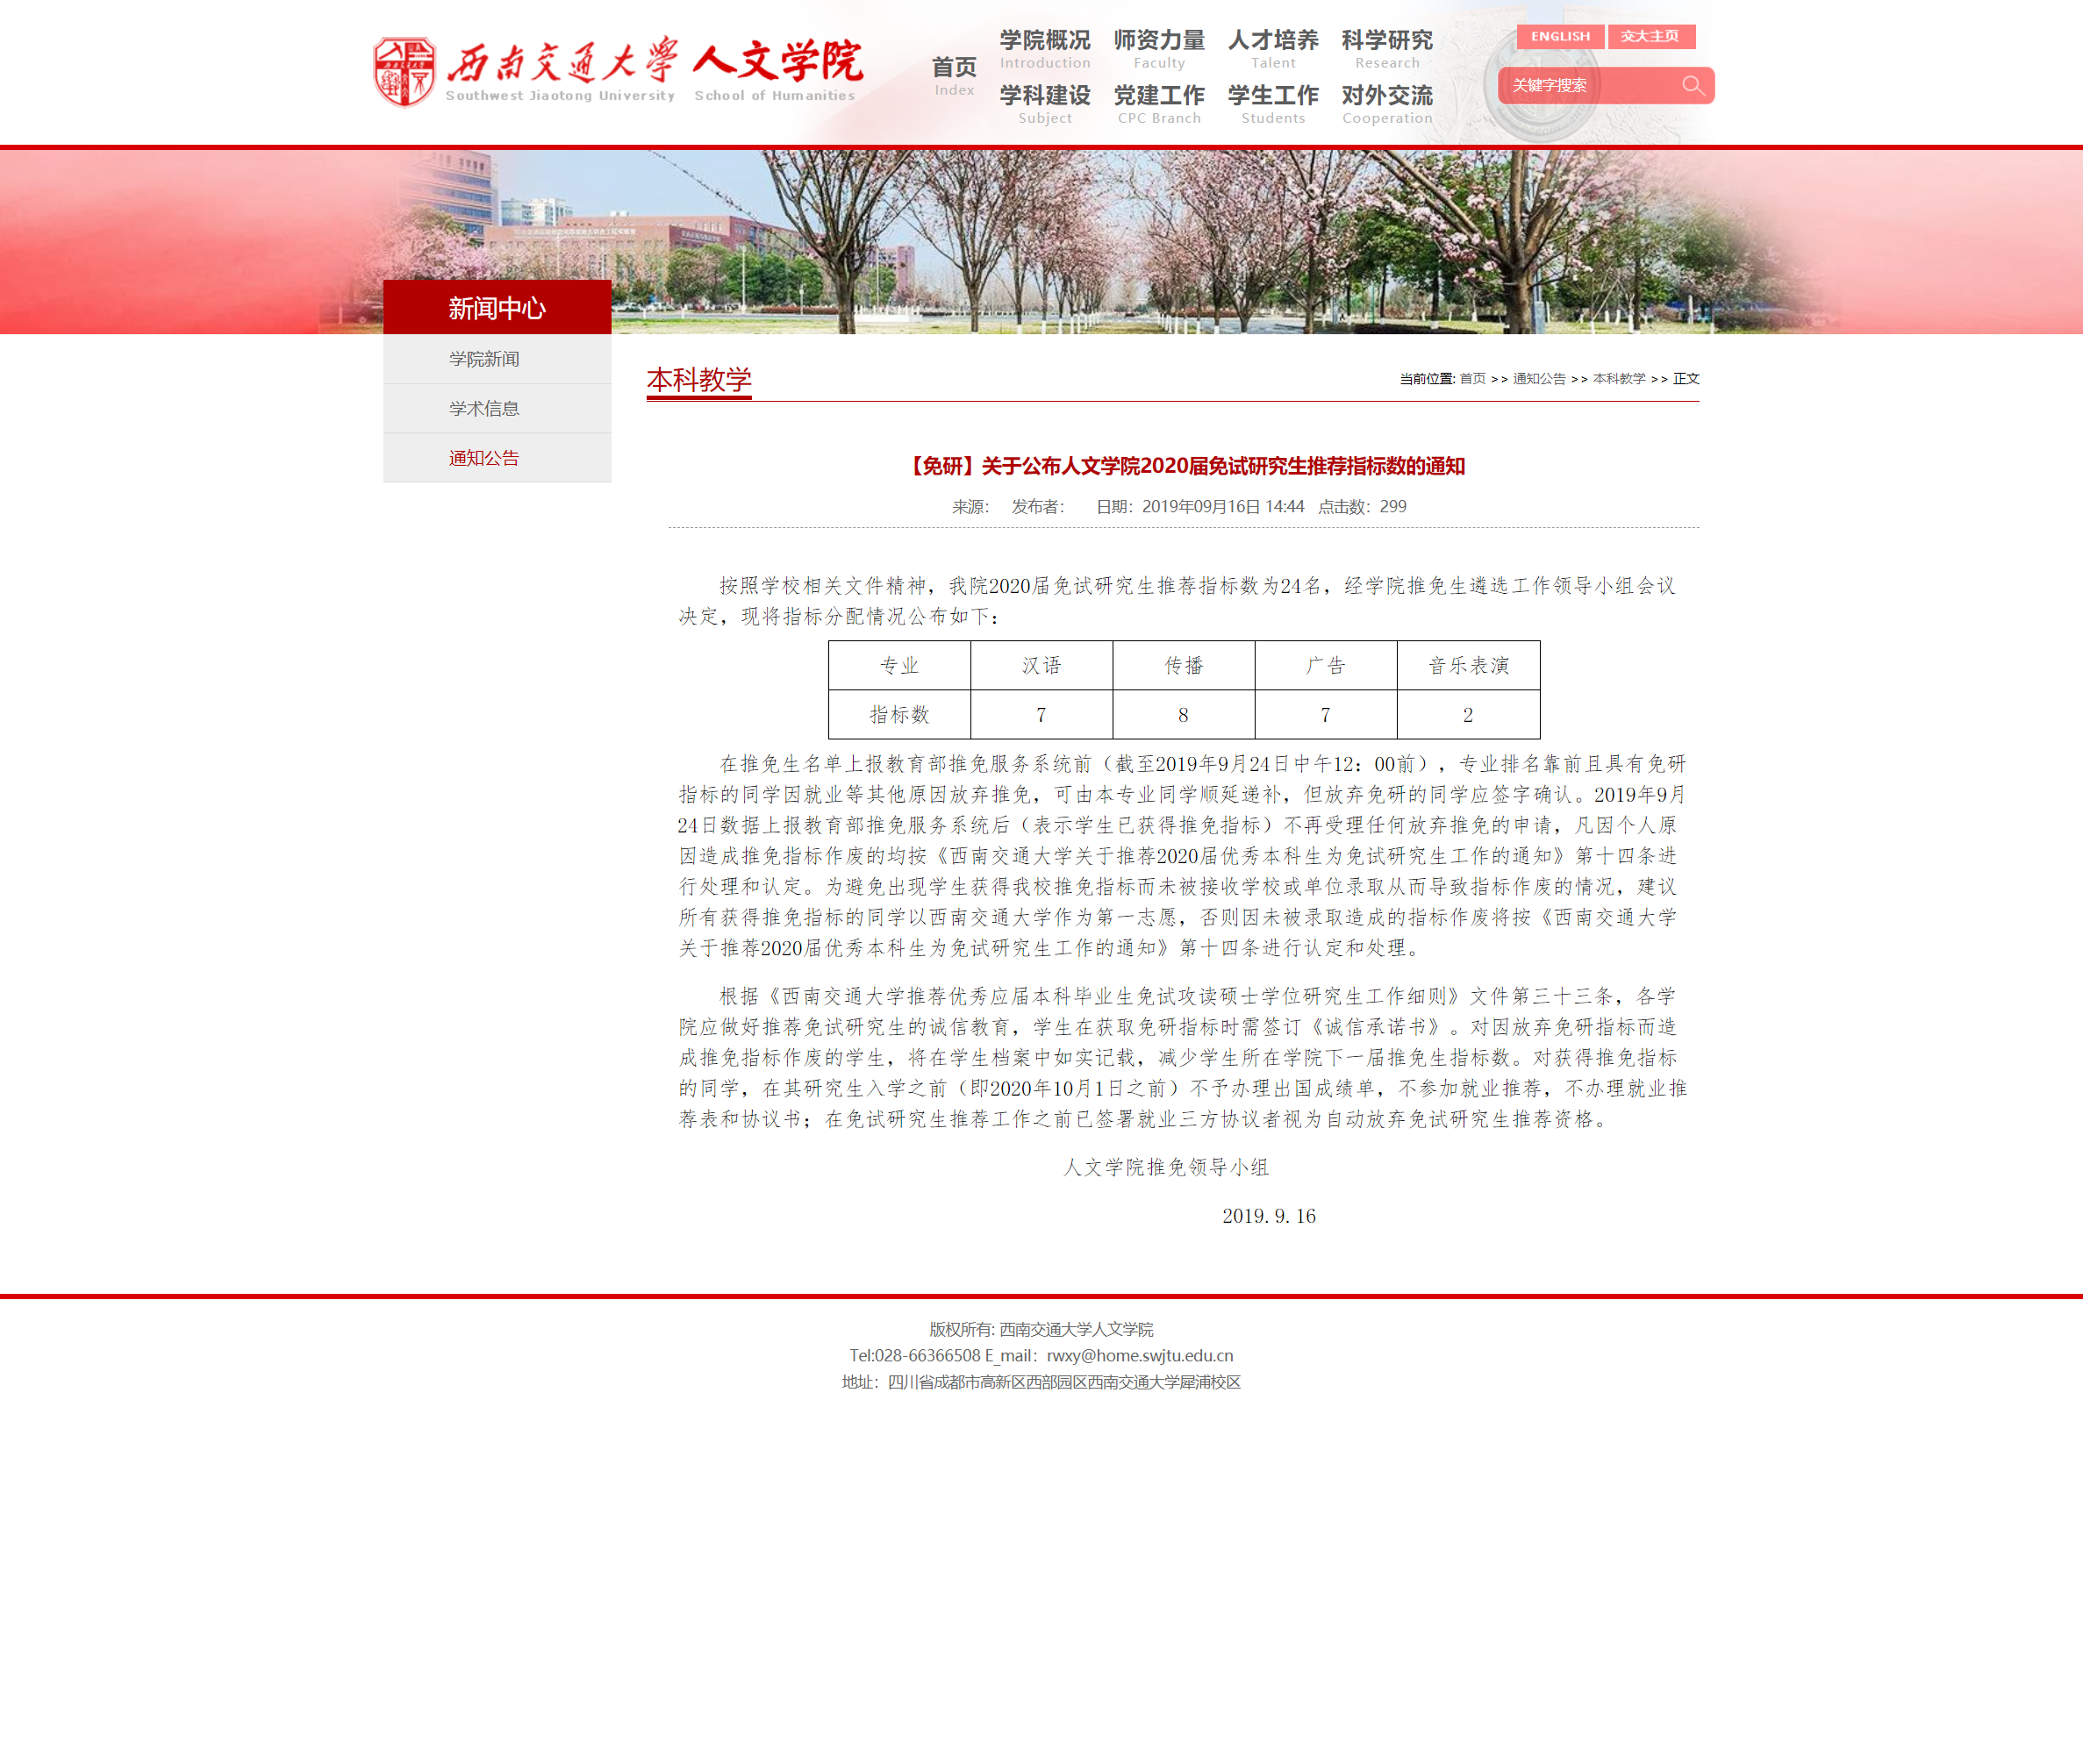 西南交通大学 人文学院
Southwest Jiaotong University School of Humanities
首页
Index
学院概况 师资力量 人才培养 科学研究
Introduction Faculty Talent Research
学科建设 党建工作 学生工作 对外交流
Subject CPC Branch Students Cooperation
ENGLISH 交大主页
关键字搜索
新闻中心
学院新闻
学术信息
通知公告
本科教学
当前位置: 首页 >> 通知公告 >> 本科教学 >> 正文
【免研】关于公布人文学院2020届免试研究生推荐指标数的通知
来源： 发布者： 日期：2019年09月16日 14:44 点击数：299
按照学校相关文件精神，我院2020届免试研究生推荐指标数为24名，经学院推免生遴选工作领导小组会议
决定，现将指标分配情况公布如下：
专业 汉语 传播 广告 音乐表演
指标数 7 8 7 2
在推免生名单上报教育部推免服务系统前（截至2019年9月24日中午12：00前），专业排名靠前且具有免研
指标的同学因就业等其他原因放弃推免，可由本专业同学顺延递补，但放弃免研的同学应签字确认。2019年9月
24日数据上报教育部推免服务系统后（表示学生已获得推免指标）不再受理任何放弃推免的申请，凡因个人原
因造成推免指标作废的均按《西南交通大学关于推荐2020届优秀本科生为免试研究生工作的通知》第十四条进
行处理和认定。为避免出现学生获得我校推免指标而未被接收学校或单位录取从而导致指标作废的情况，建议
所有获得推免指标的同学以西南交通大学作为第一志愿，否则因未被录取造成的指标作废将按《西南交通大学
关于推荐2020届优秀本科生为免试研究生工作的通知》第十四条进行认定和处理。
根据《西南交通大学推荐优秀应届本科毕业生免试攻读硕士学位研究生工作细则》文件第三十三条，各学
院应做好推荐免试研究生的诚信教育，学生在获取免研指标时需签订《诚信承诺书》。对因放弃免研指标而造
成推免指标作废的学生，将在学生档案中如实记载，减少学生所在学院下一届推免生指标数。对获得推免指标
的同学，在其研究生入学之前（即2020年10月1日之前）不予办理出国成绩单，不参加就业推荐，不办理就业推
荐表和协议书；在免试研究生推荐工作之前已签署就业三方协议者视为自动放弃免试研究生推荐资格。
人文学院推免领导小组
2019.9.16
版权所有: 西南交通大学人文学院
Tel:028-66366508 E_mail：rwxy@home.swjtu.edu.cn
地址：四川省成都市高新区西部园区西南交通大学犀浦校区